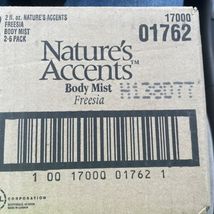 2 fl. oz. NATURE'S ACCENTS
FREESIA
BODY MIST
2-6 PACK
17000
01762
Nature's
Accents™
Body Mist
Freesia
1 00 17000 01762 1
CORPORATION